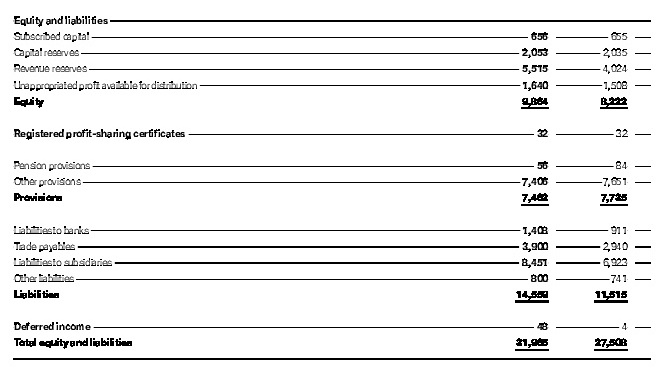 Equity and liabilities
Subscribed capital 656 655
Capital reserves 2,053 2,035
Revenue reserves 5,515 4,024
Unappropriated profit available for distribution 1,640 1,508
Equity 9,864 8,222
Registered profit-sharing certificates 32 32
Pension provisions 56 84
Other provisions 7,406 7,651
Provisions 7,462 7,735
Liabilities to banks 1,408 911
Trade payables 3,900 2,940
Liabilities to subsidiaries 8,451 6,923
Other liabilities 800 741
Liabilities 14,559 11,515
Deferred income 48 4
Total equity and liabilities 31,965 27,508